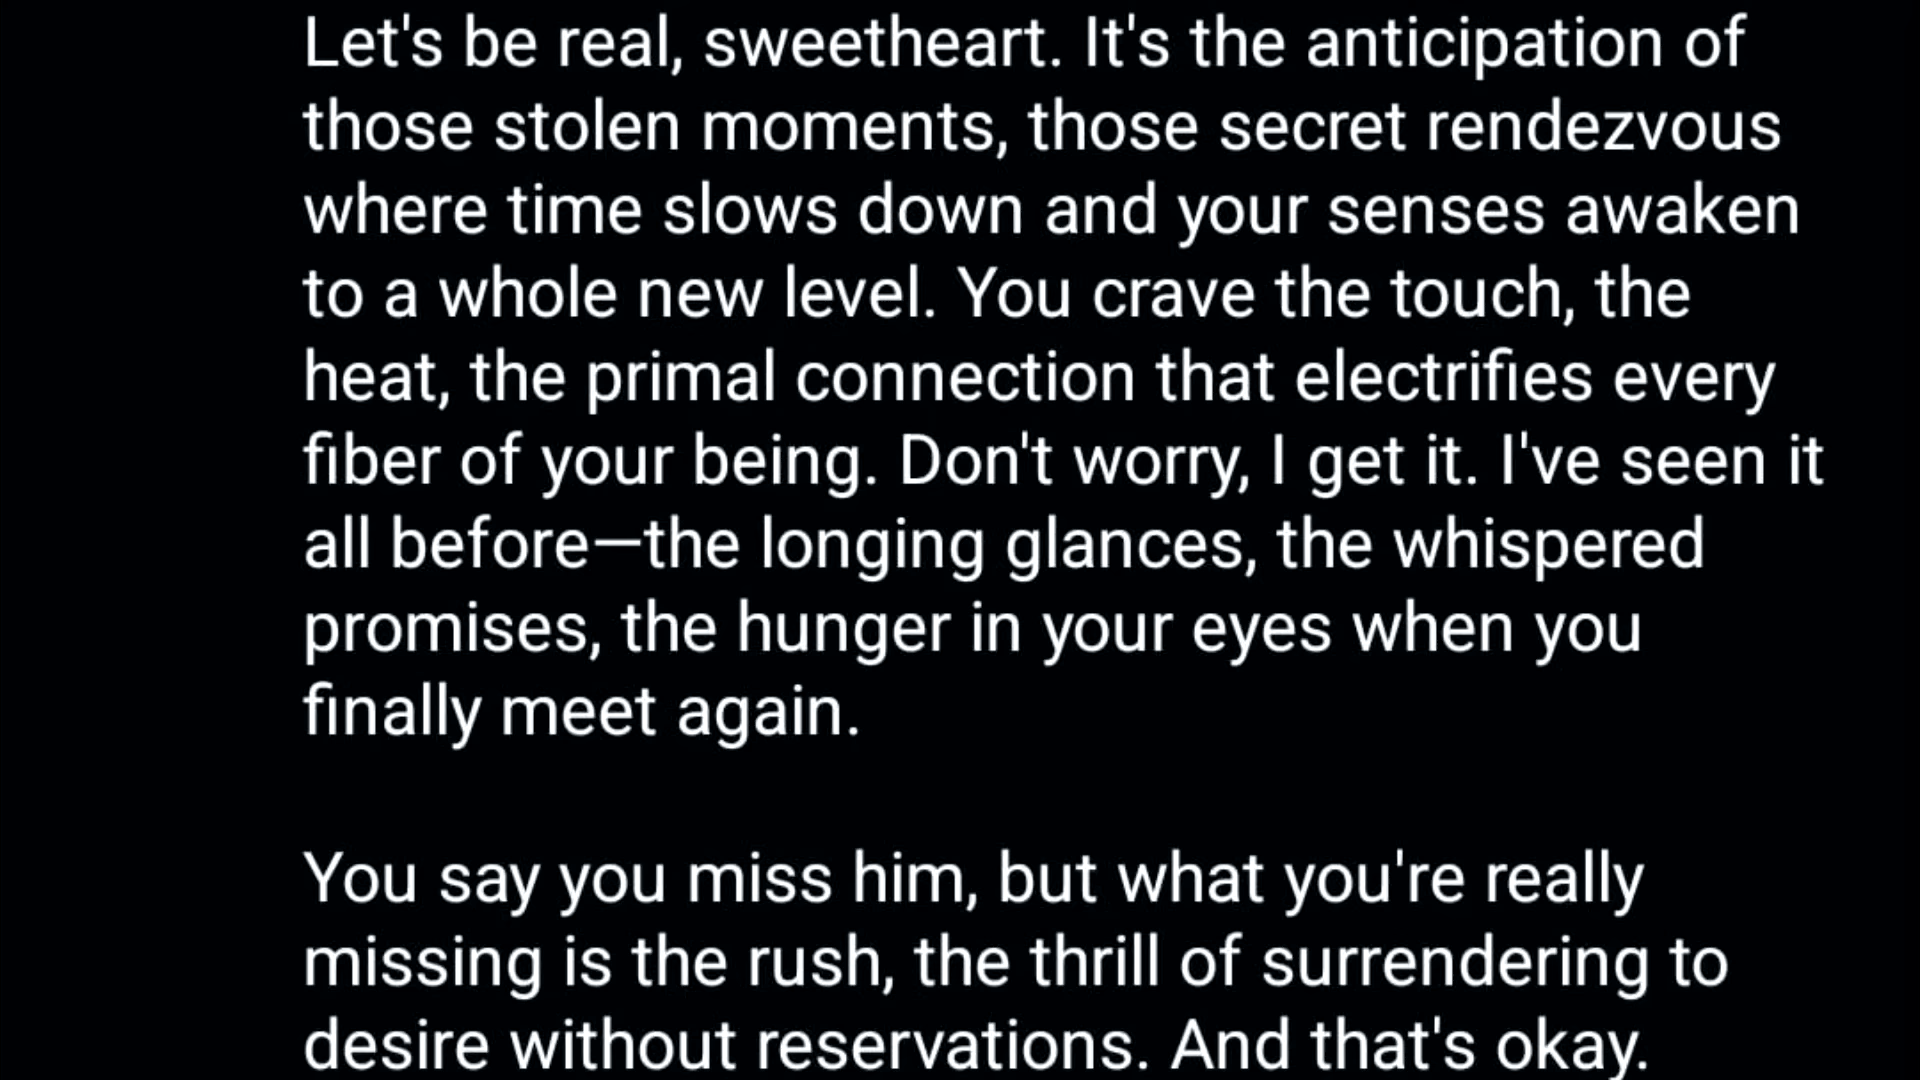 Let's be real, sweetheart. It's the anticipation of
those stolen moments, those secret rendezvous
where time slows down and your senses awaken
to a whole new level. You crave the touch, the
heat, the primal connection that electrifies every
fiber of your being. Don't worry, I get it. I've seen it
all before—the longing glances, the whispered
promises, the hunger in your eyes when you
finally meet again.
You say you miss him, but what you're really
missing is the rush, the thrill of surrendering to
desire without reservations. And that's okay.